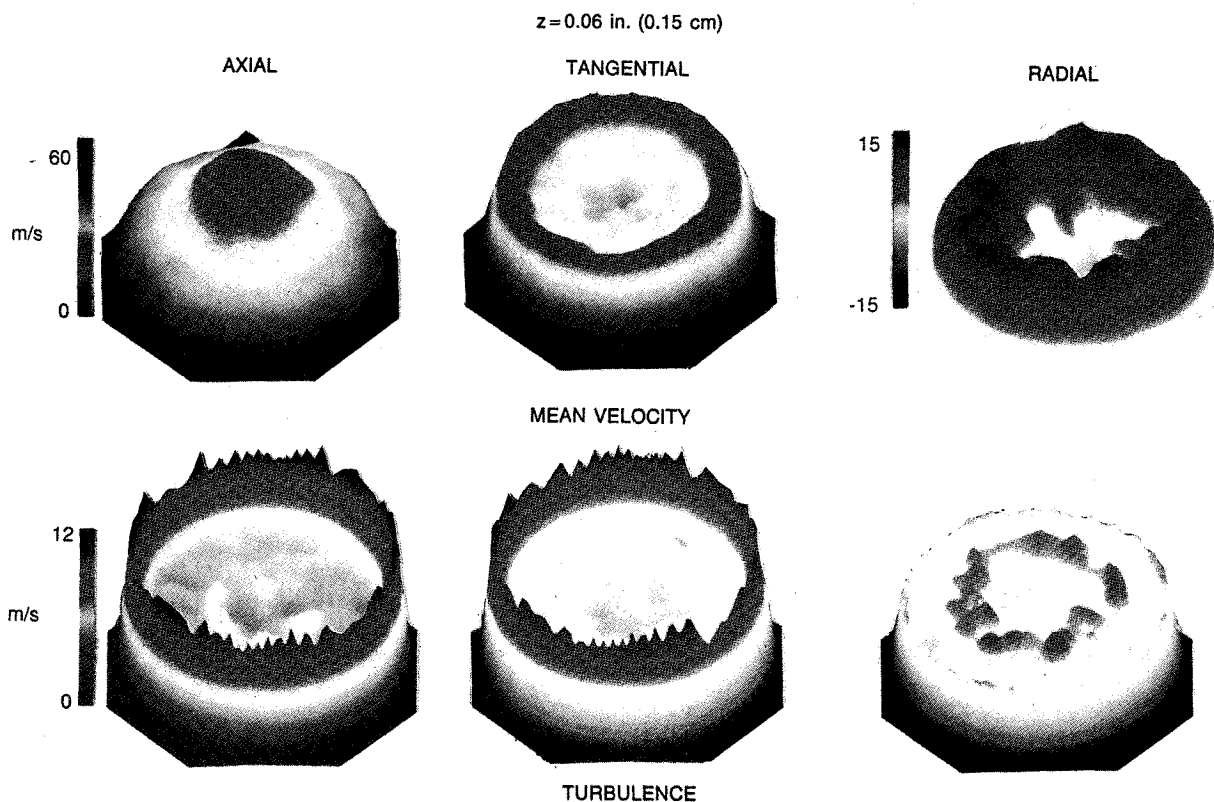 z=0.06 in. (0.15 cm)
AXIAL
TANGENTIAL
RADIAL
60
m/s
0
15
-15
MEAN VELOCITY
12
m/s
0
TURBULENCE